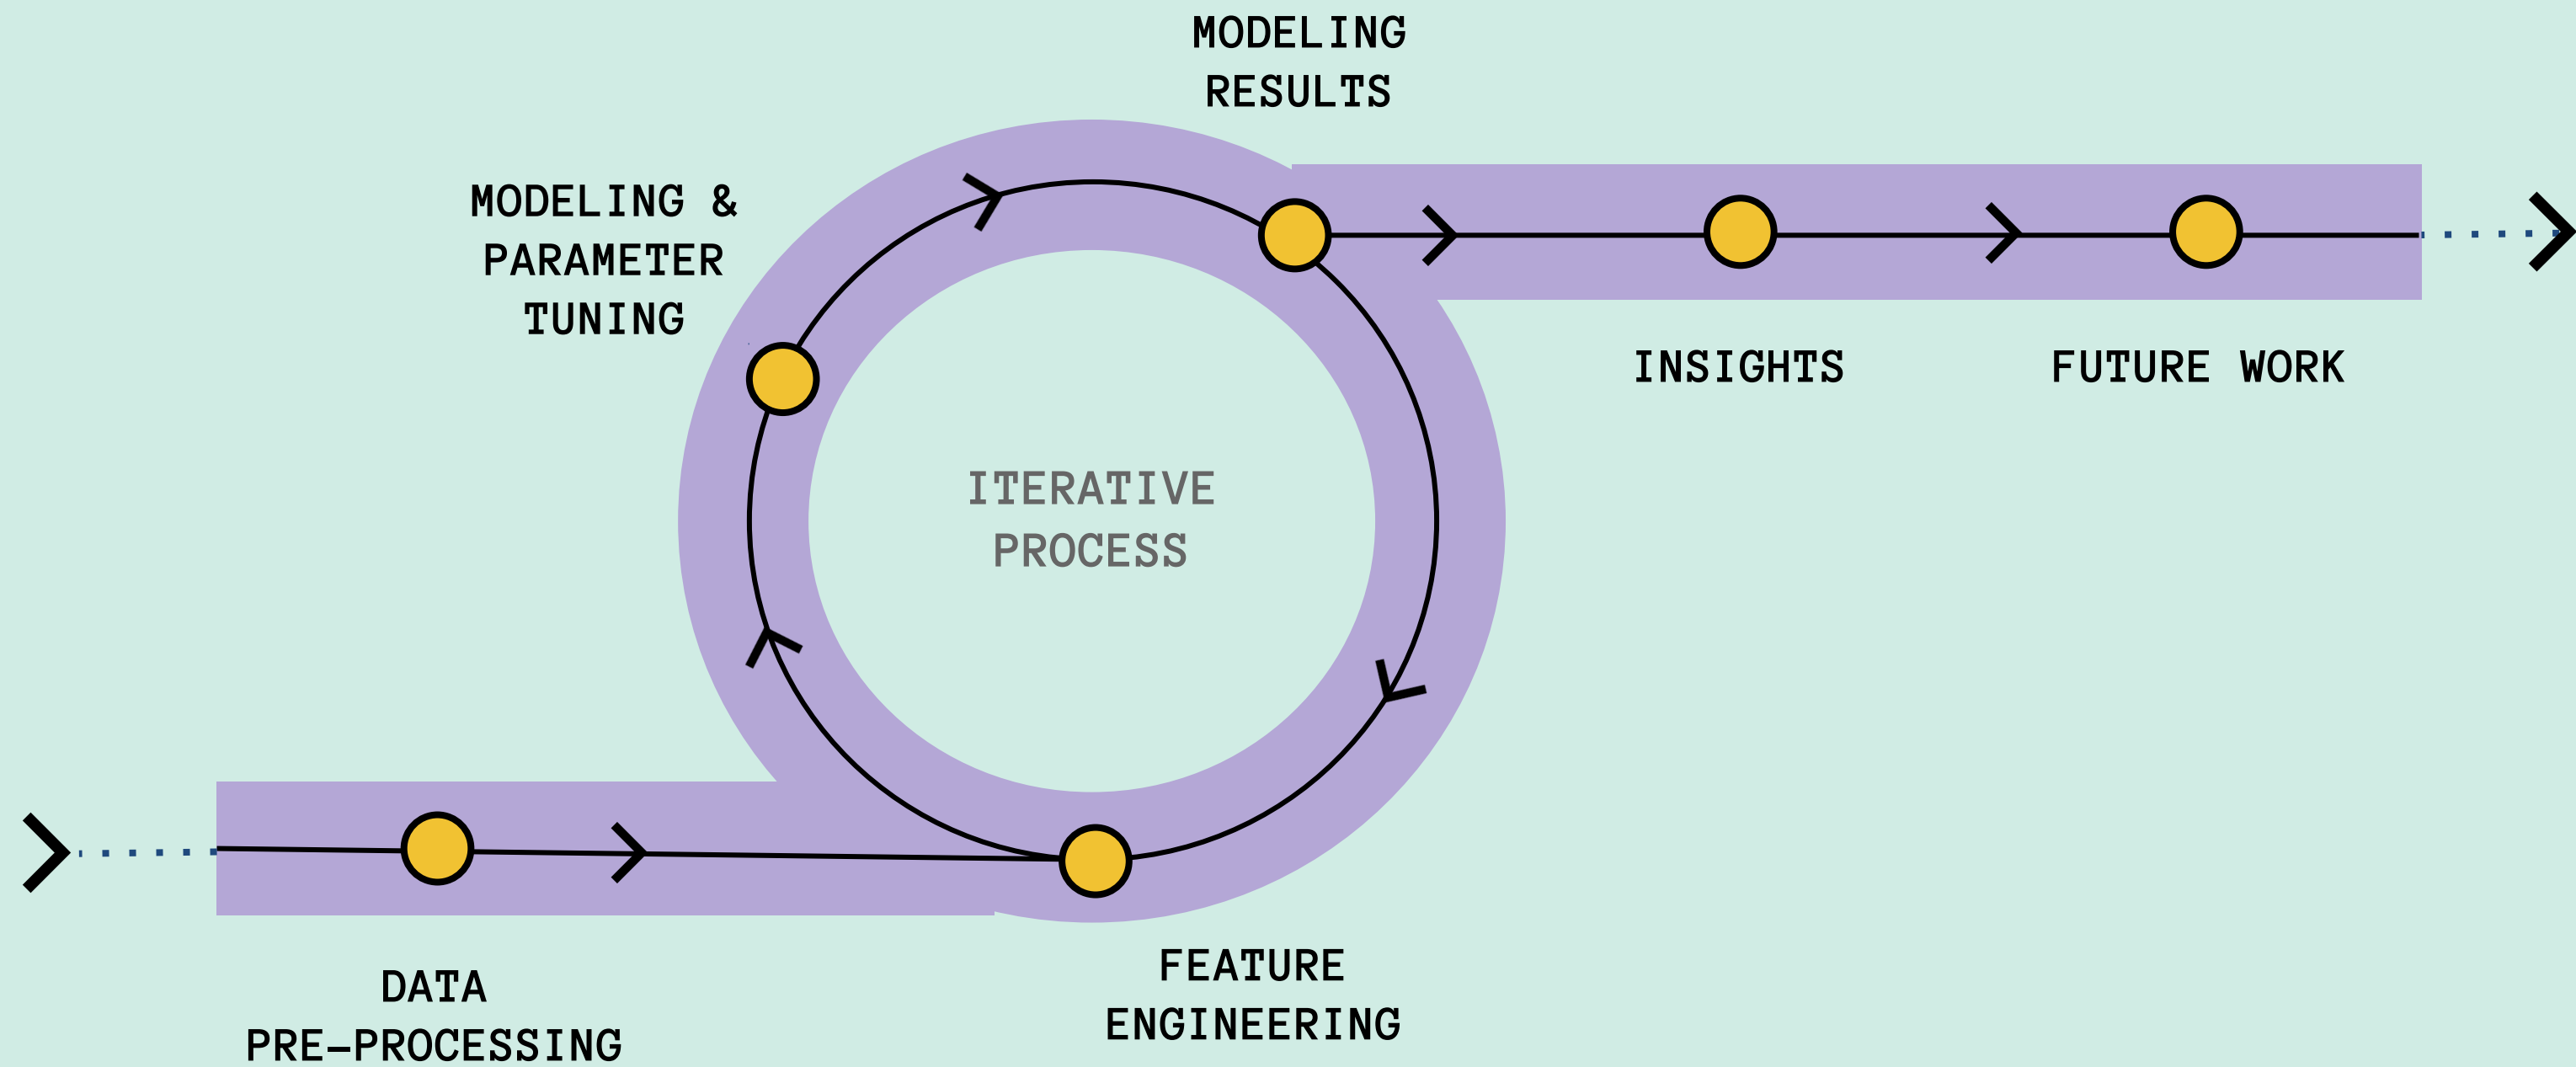 MODELING
RESULTS
MODELING &
PARAMETER
TUNING
INSIGHTS
FUTURE WORK
ITERATIVE
PROCESS
DATA
PRE-PROCESSING
FEATURE
ENGINEERING